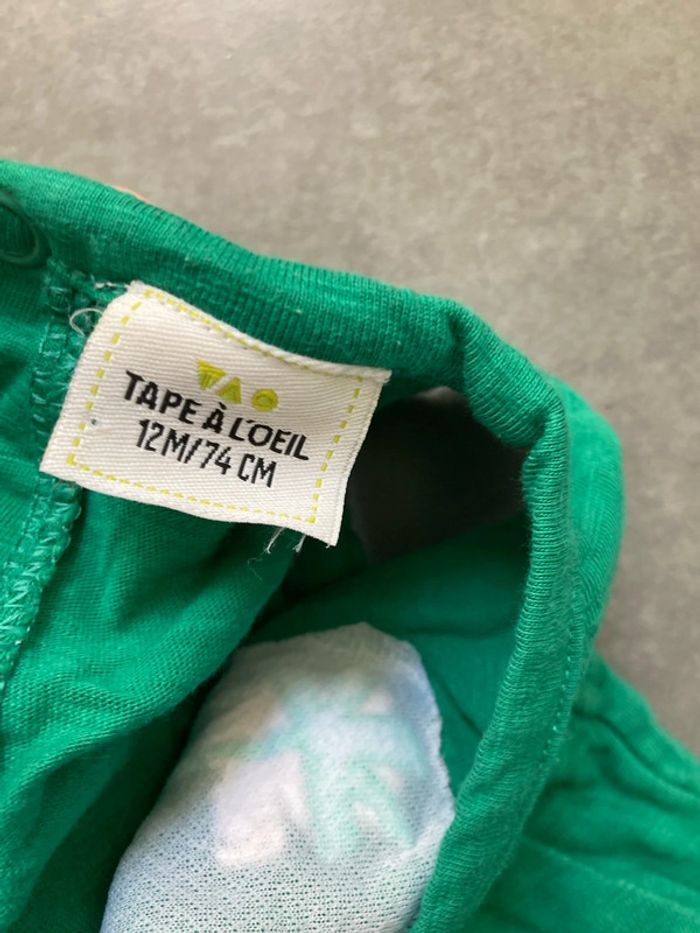 TAO
TAPE À L'OEIL
12M/74 CM